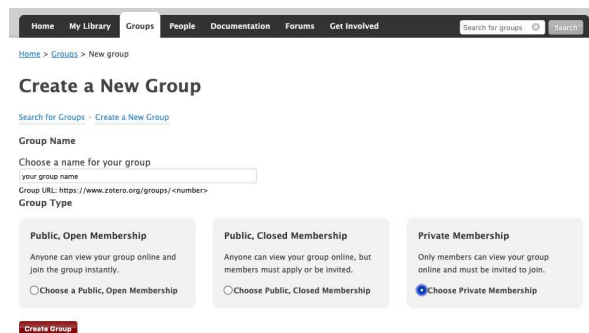 Home My Library Groups People Documentation Forums Get Involved Search for groups Search
Home > Groups > New group
Create a New Group
Search for Groups · Create a New Group
Group Name
Choose a name for your group
your group name
Group URL: https://www.zotero.org/groups/<number>
Group Type
Public, Open Membership
Anyone can view your group online and
join the group instantly.
Choose a Public, Open Membership
Public, Closed Membership
Anyone can view your group online, but
members must apply or be invited.
Choose Public, Closed Membership
Private Membership
Only members can view your group
online and must be invited to join.
Choose Private Membership
Create Group